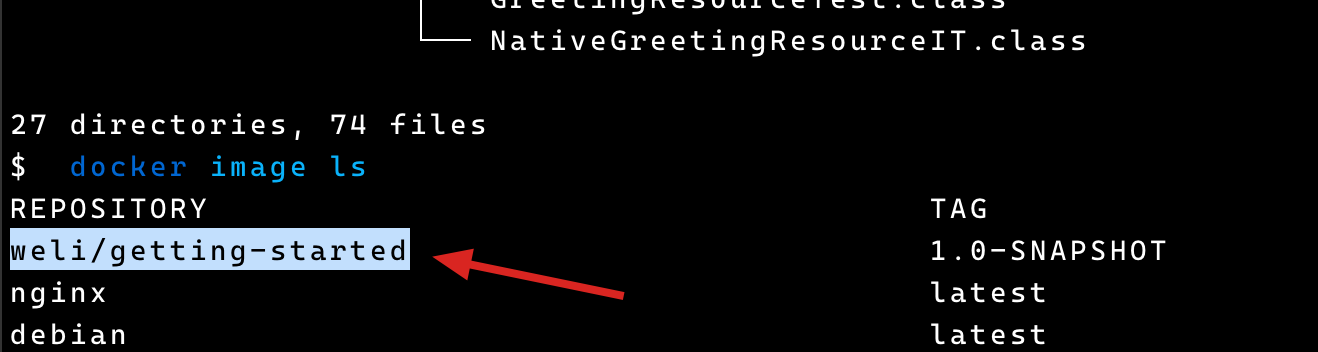 GreetingResourceTest.class
NativeGreetingResourceIT.class
27 directories, 74 files
$ docker image ls
REPOSITORY TAG
weli/getting-started 1.0-SNAPSHOT
nginx latest
debian latest